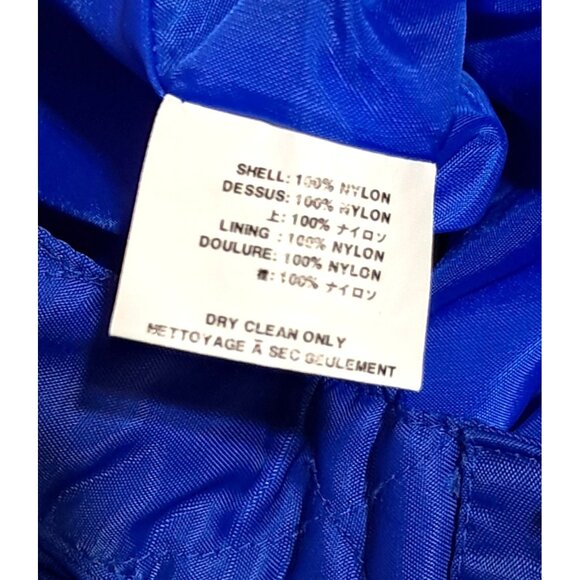 SHELL: 100% NYLON
DESSUS: 100% NYLON
上: 100% ナイロン
LINING : 100% NYLON
DOULURE: 100% NYLON
裡: 100% ナイロン
DRY CLEAN ONLY
NETTOYAGE À SEC SEULEMENT